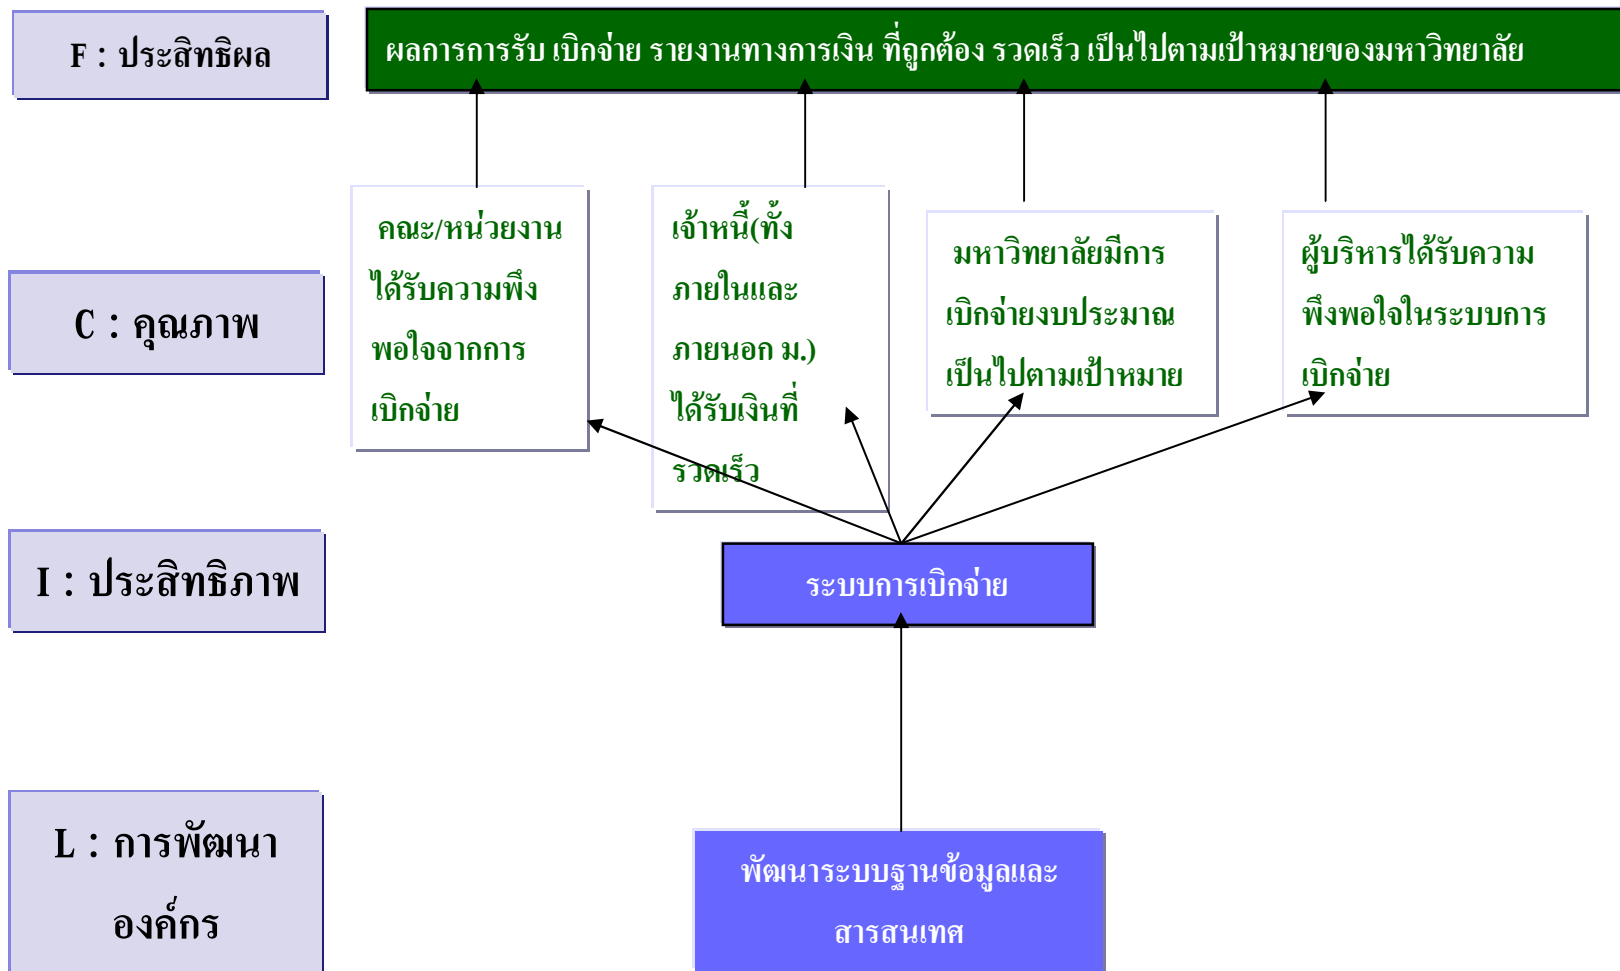 F : ประสิทธิผล
ผลการการรับ เบิกจ่าย รายงานทางการเงิน ที่ถูกต้อง รวดเร็ว เป็นไปตามเป้าหมายของมหาวิทยาลัย
C : คุณภาพ
คณะ/หน่วยงาน
ได้รับความพึง
พอใจจากการ
เบิกจ่าย
เจ้าหนี้(ทั้ง
ภายในและ
ภายนอก ม.)
ได้รับเงินที่
รวดเร็ว
มหาวิทยาลัยมีการ
เบิกจ่ายงบประมาณ
เป็นไปตามเป้าหมาย
ผู้บริหารได้รับความ
พึงพอใจในระบบการ
เบิกจ่าย
I : ประสิทธิภาพ
ระบบการเบิกจ่าย
L : การพัฒนา
องค์กร
พัฒนาระบบฐานข้อมูลและ
สารสนเทศ